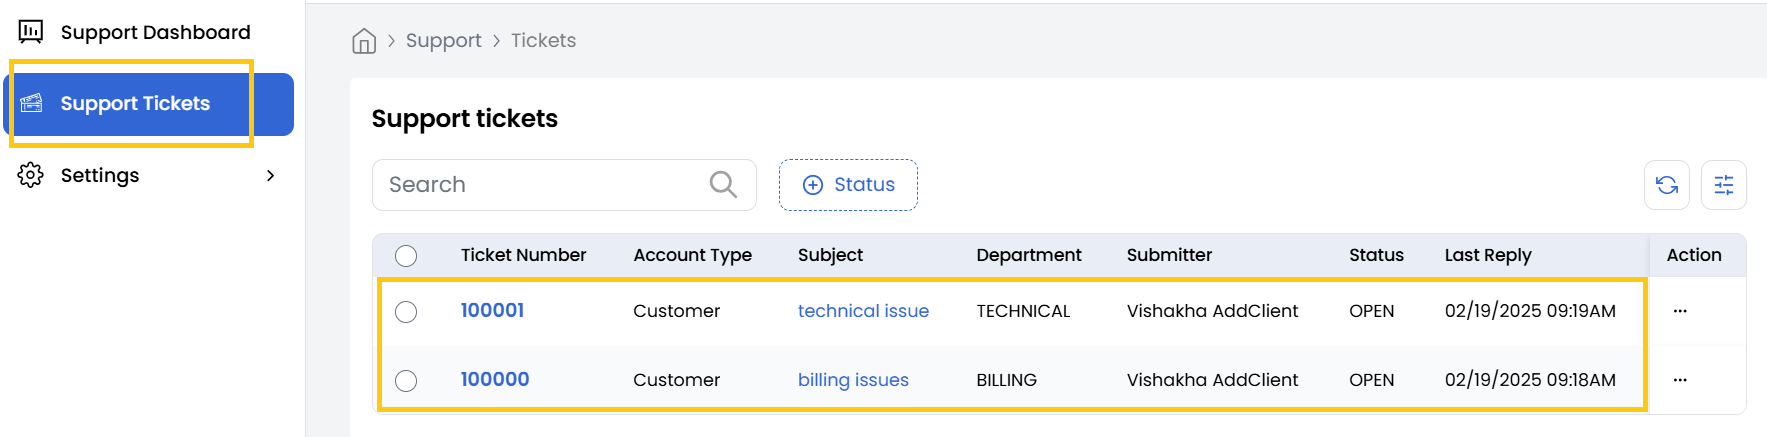 Support Dashboard
Support Tickets
Settings
Support > Tickets
Support tickets
Search
Status
Ticket Number Account Type Subject Department Submitter Status Last Reply Action
100001 Customer technical issue TECHNICAL Vishakha AddClient OPEN 02/19/2025 09:19AM ...
100000 Customer billing issues BILLING Vishakha AddClient OPEN 02/19/2025 09:18AM ...